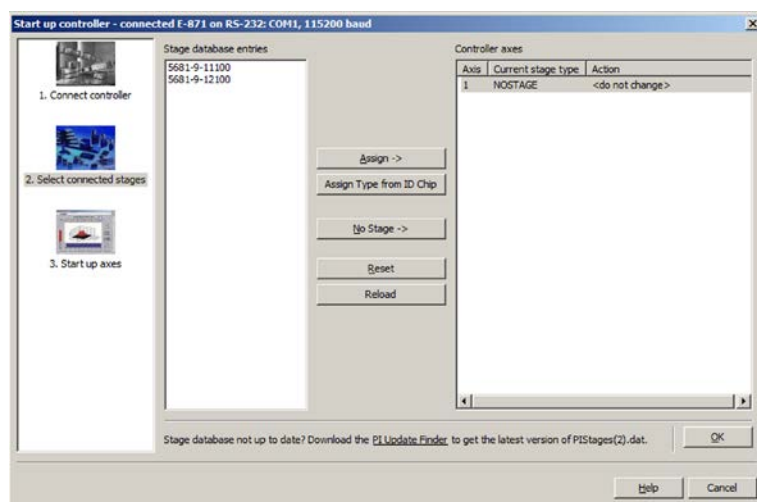 Start up controller - connected E-871 on RS-232: COM1, 115200 baud
1. Connect controller
2. Select connected stages
3. Start up axes
Stage database entries
5681-9-11100
5681-9-12100
Assign ->
Assign Type from ID Chip
No Stage ->
Reset
Reload
Controller axes
Axis Current stage type Action
1 NOSTAGE <do not change>
Stage database not up to date? Download the PI Update Finder to get the latest version of PIStages(2).dat.
OK
Help Cancel